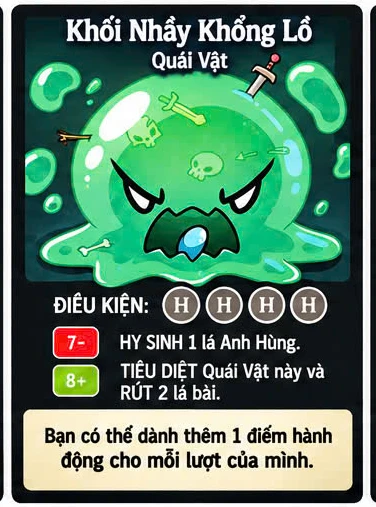 Khối Nhầy Khổng Lồ
Quái Vật
ĐIỀU KIỆN: H H H H
7- HY SINH 1 lá Anh Hùng.
8+ TIÊU DIỆT Quái Vật này và
RÚT 2 lá bài.
Bạn có thể dành thêm 1 điểm hành
động cho mỗi lượt của mình.